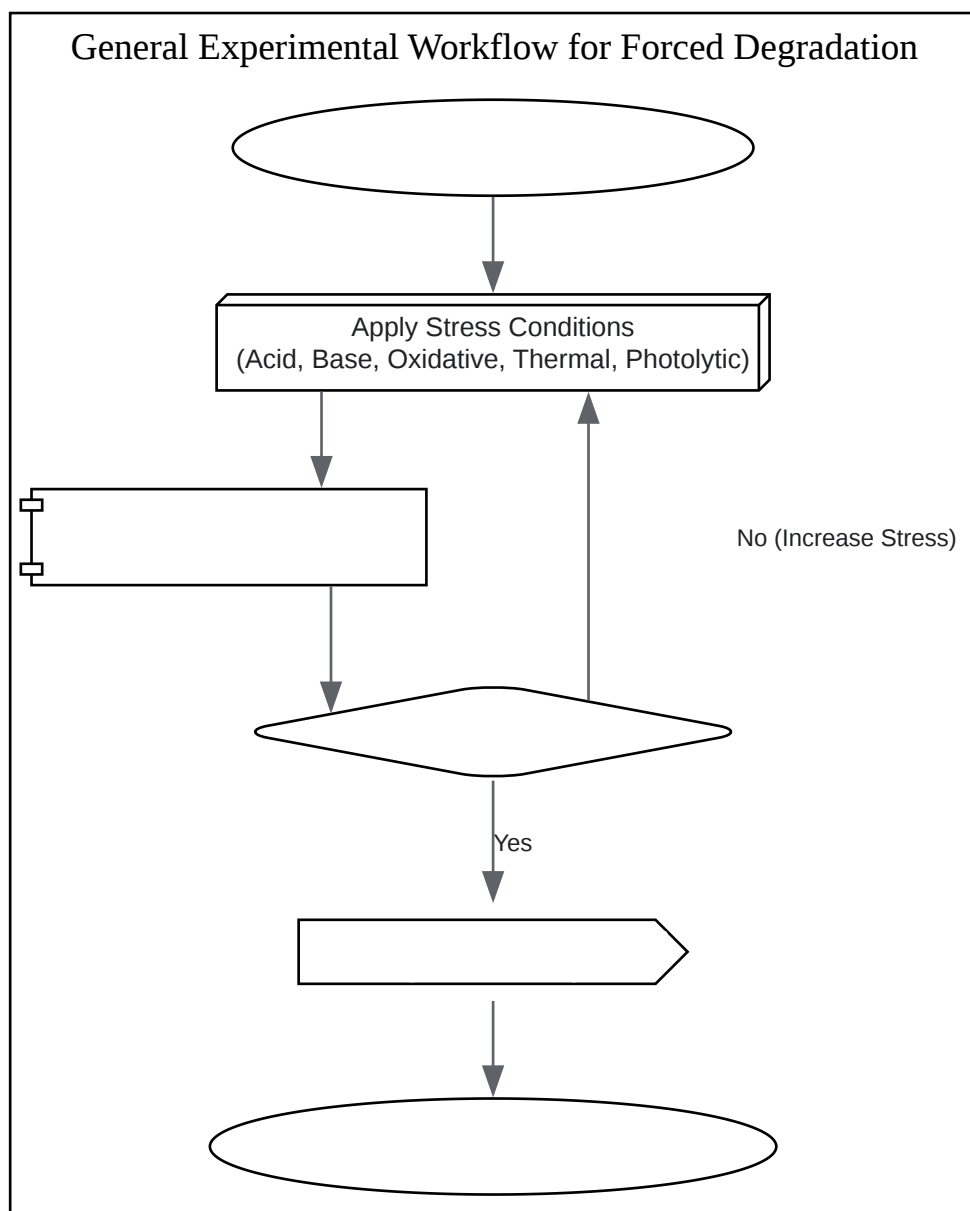 General Experimental Workflow for Forced Degradation
Apply Stress Conditions
(Acid, Base, Oxidative, Thermal, Photolytic)
No (Increase Stress)
Yes